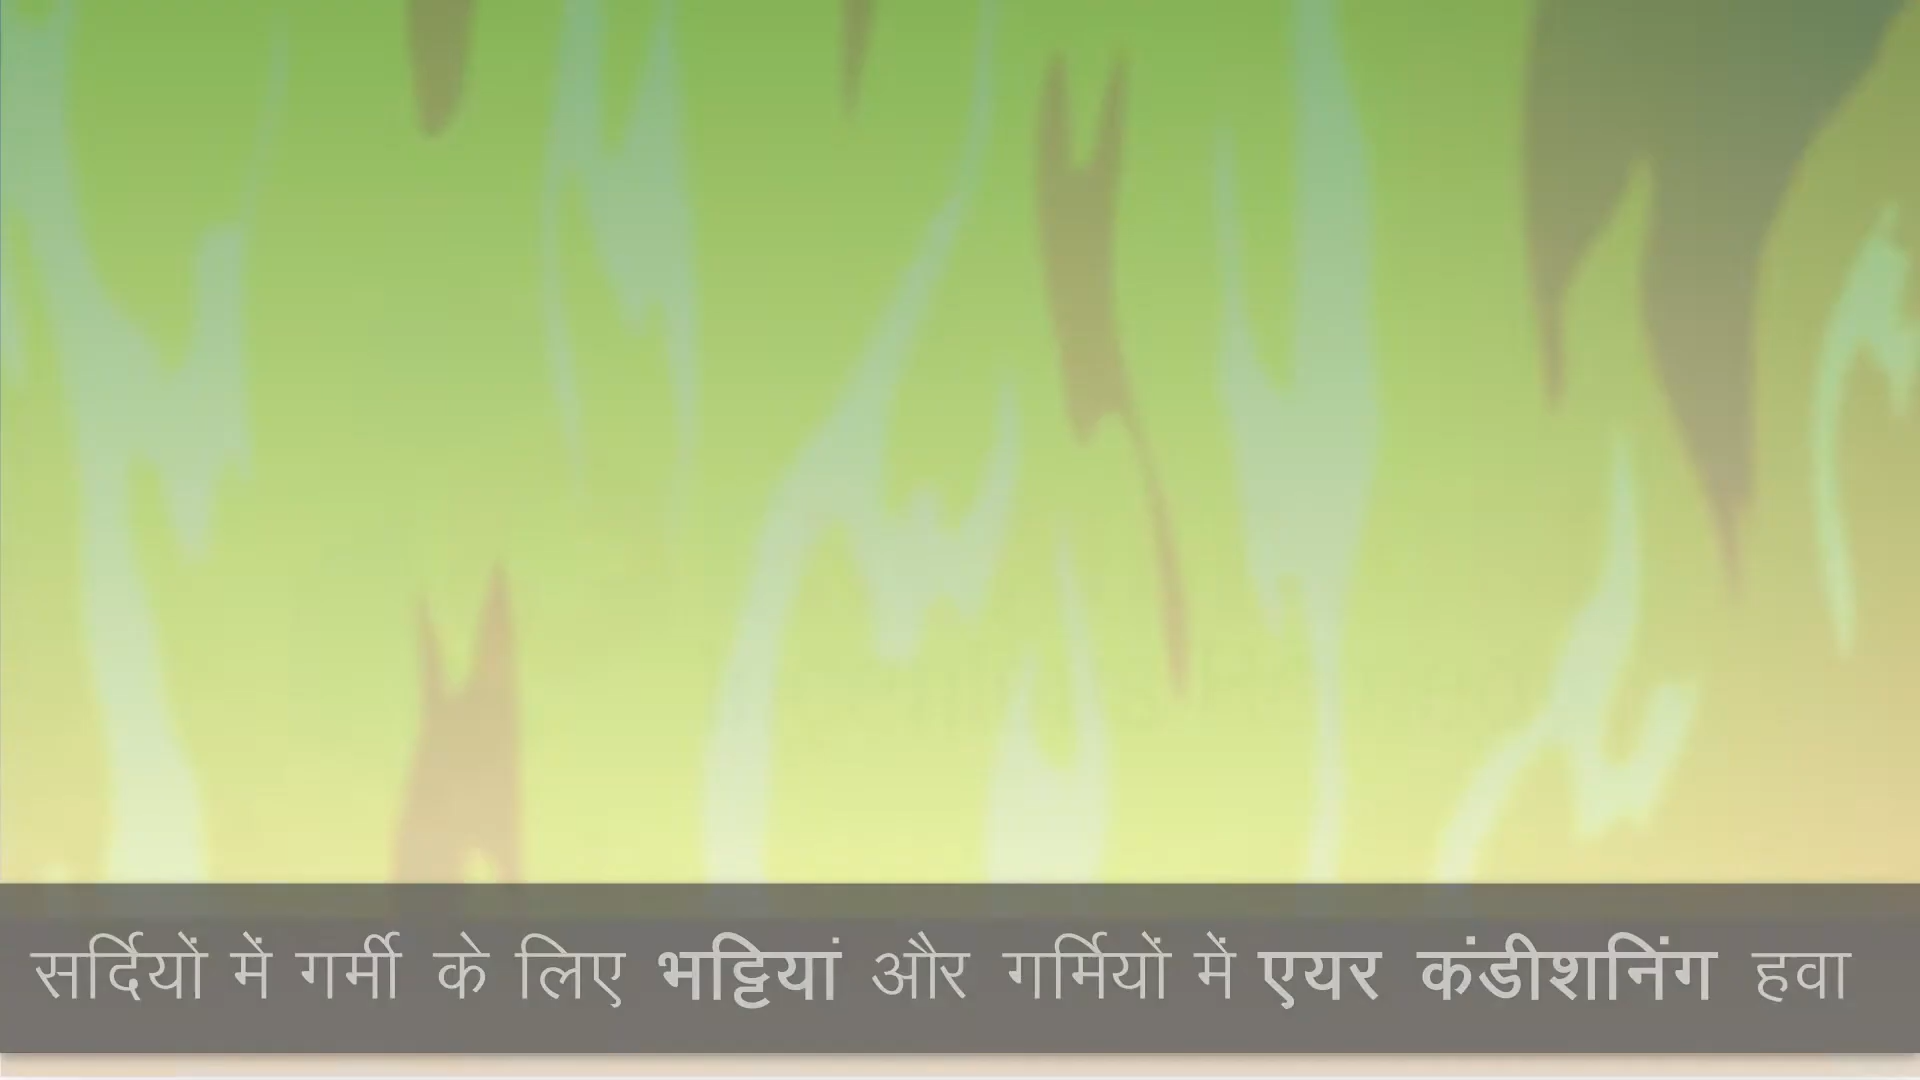 सर्दियों में गर्मी के लिए भट्टियां और गर्मियों में एयर कंडीशनिंग हवा